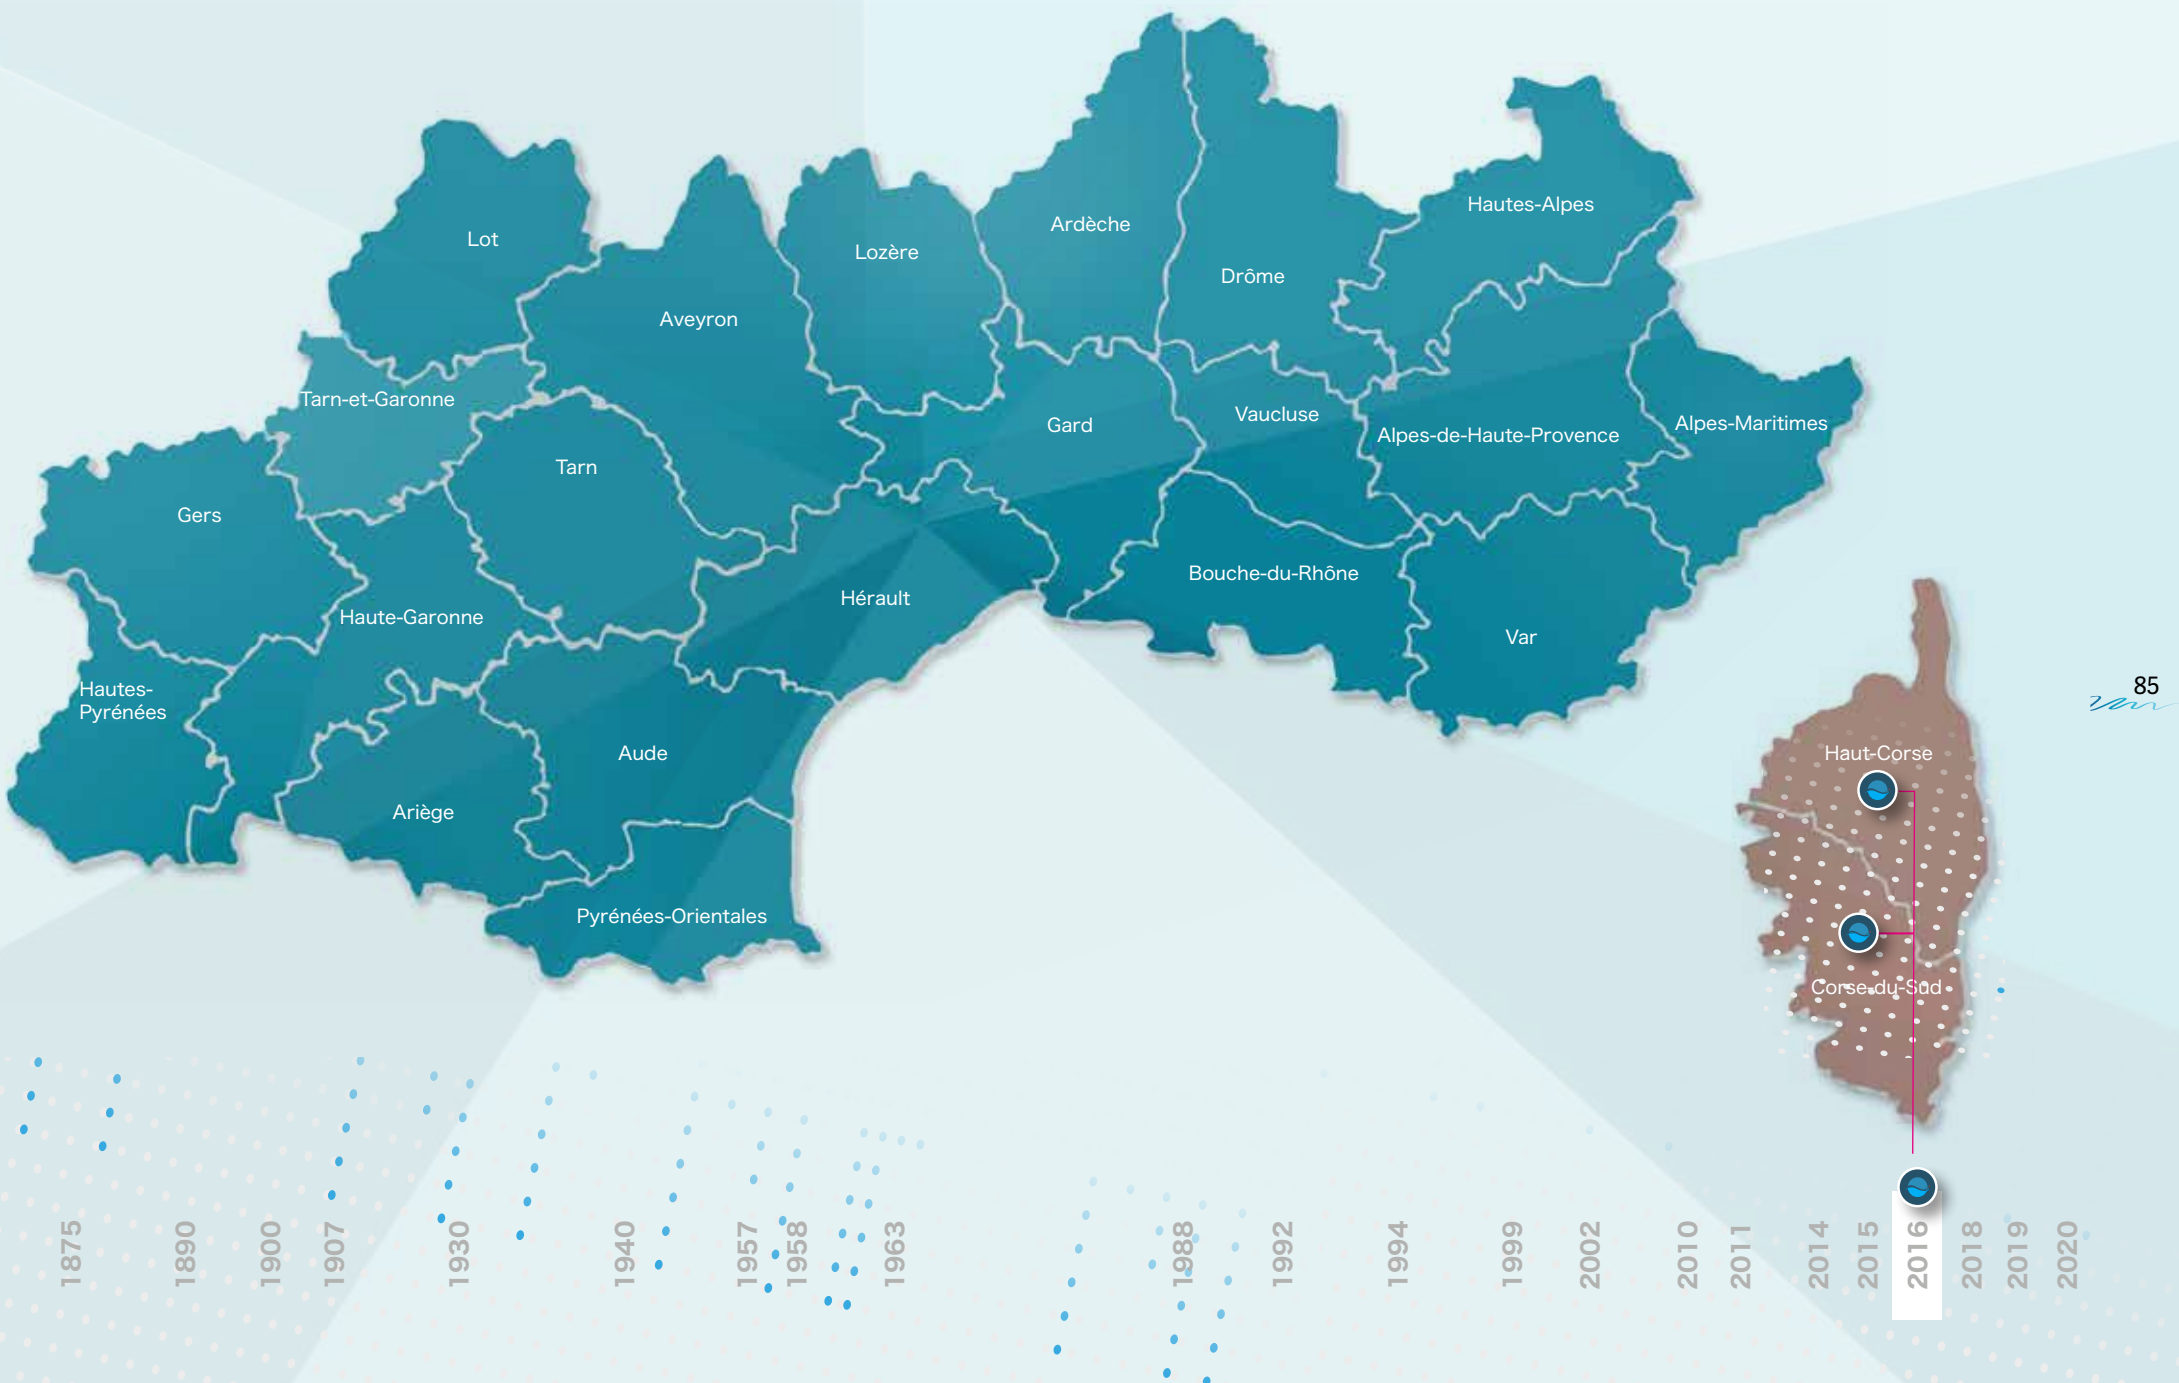 Hautes-Alpes
Ardèche
Lot
Lozère
Drôme
Aveyron
Tarn-et-Garonne
Vaucluse
Gard
Alpes-Maritimes
Alpes-de-Haute-Provence
Tarn
Gers
Bouche-du-Rhône
Hérault
Haute-Garonne
Var
Hautes-
Pyrénées
85
Aude
Haut-Corse
Ariège
Pyrénées-Orientales
Corse-du-Sud
1875
1890
1900
1907
1930
1940
1957
1958
1963
1988
1992
1994
1999
2002
2010
2011
2014
2015
2016
2018
2019
2020